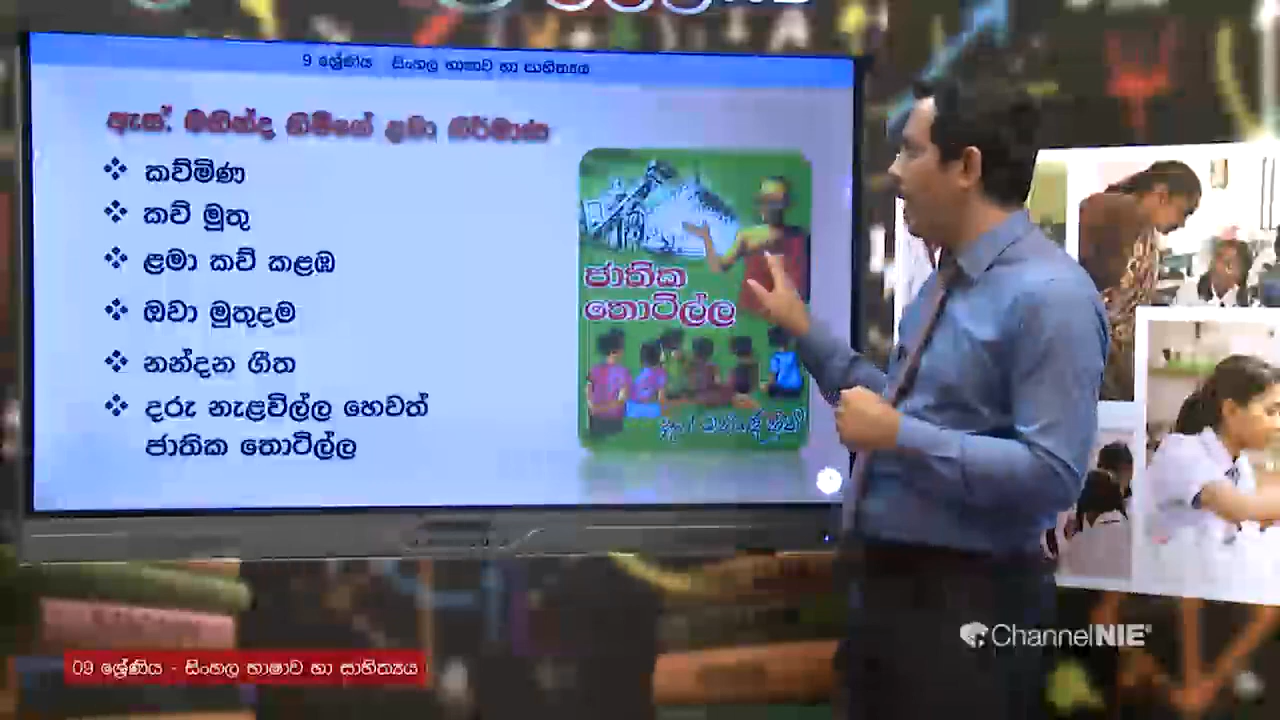 9 ශ්‍රේණිය සිංහල භාෂාව හා සාහිත්‍යය
ඇස්. මහින්ද හිමිගේ ළමා නිර්මාණ
❖ කව්මිණ
❖ කවි මුතු
❖ ළමා කවි කළඹ
❖ ඔවා මුතුදම
❖ නන්දන ගීත
❖ දරු නැළවිල්ල හෙවත්
ජාතික තොටිල්ල
ජාතික
තොටිල්ල
09 ශ්‍රේණිය - සිංහල භාෂාව හා සාහිත්‍යය
ChannelNIE